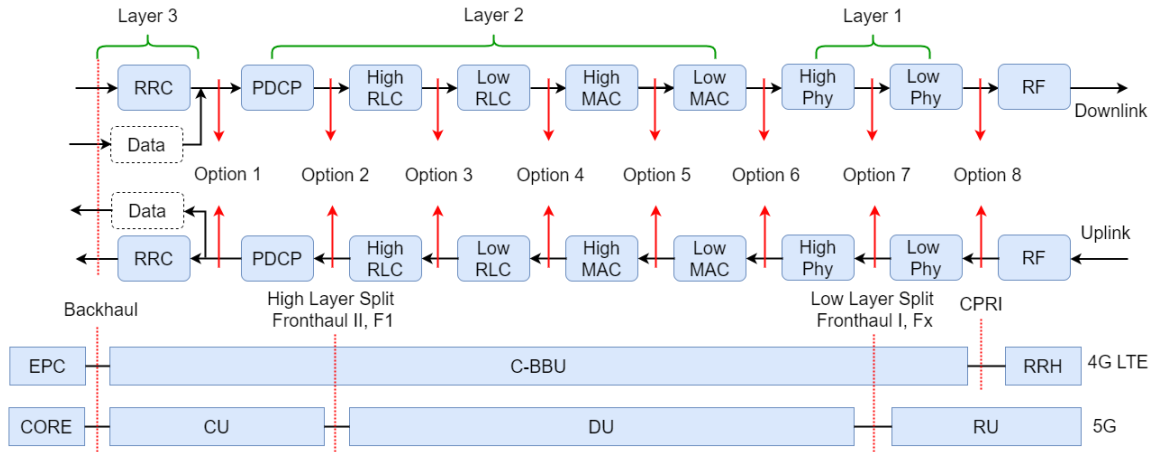 Layer 3
Layer 2
Layer 1
RRC
PDCP
High
RLC
Low
RLC
High
MAC
Low
MAC
High
Phy
Low
Phy
RF
Downlink
Data
Option 1
Option 2
Option 3
Option 4
Option 5
Option 6
Option 7
Option 8
Data
Uplink
RRC
PDCP
High
RLC
Low
RLC
High
MAC
Low
MAC
High
Phy
Low
Phy
RF
Backhaul
High Layer Split
Fronthaul II, F1
Low Layer Split
Fronthaul I, Fx
CPRI
EPC
C-BBU
RRH
4G LTE
CORE
CU
DU
RU
5G